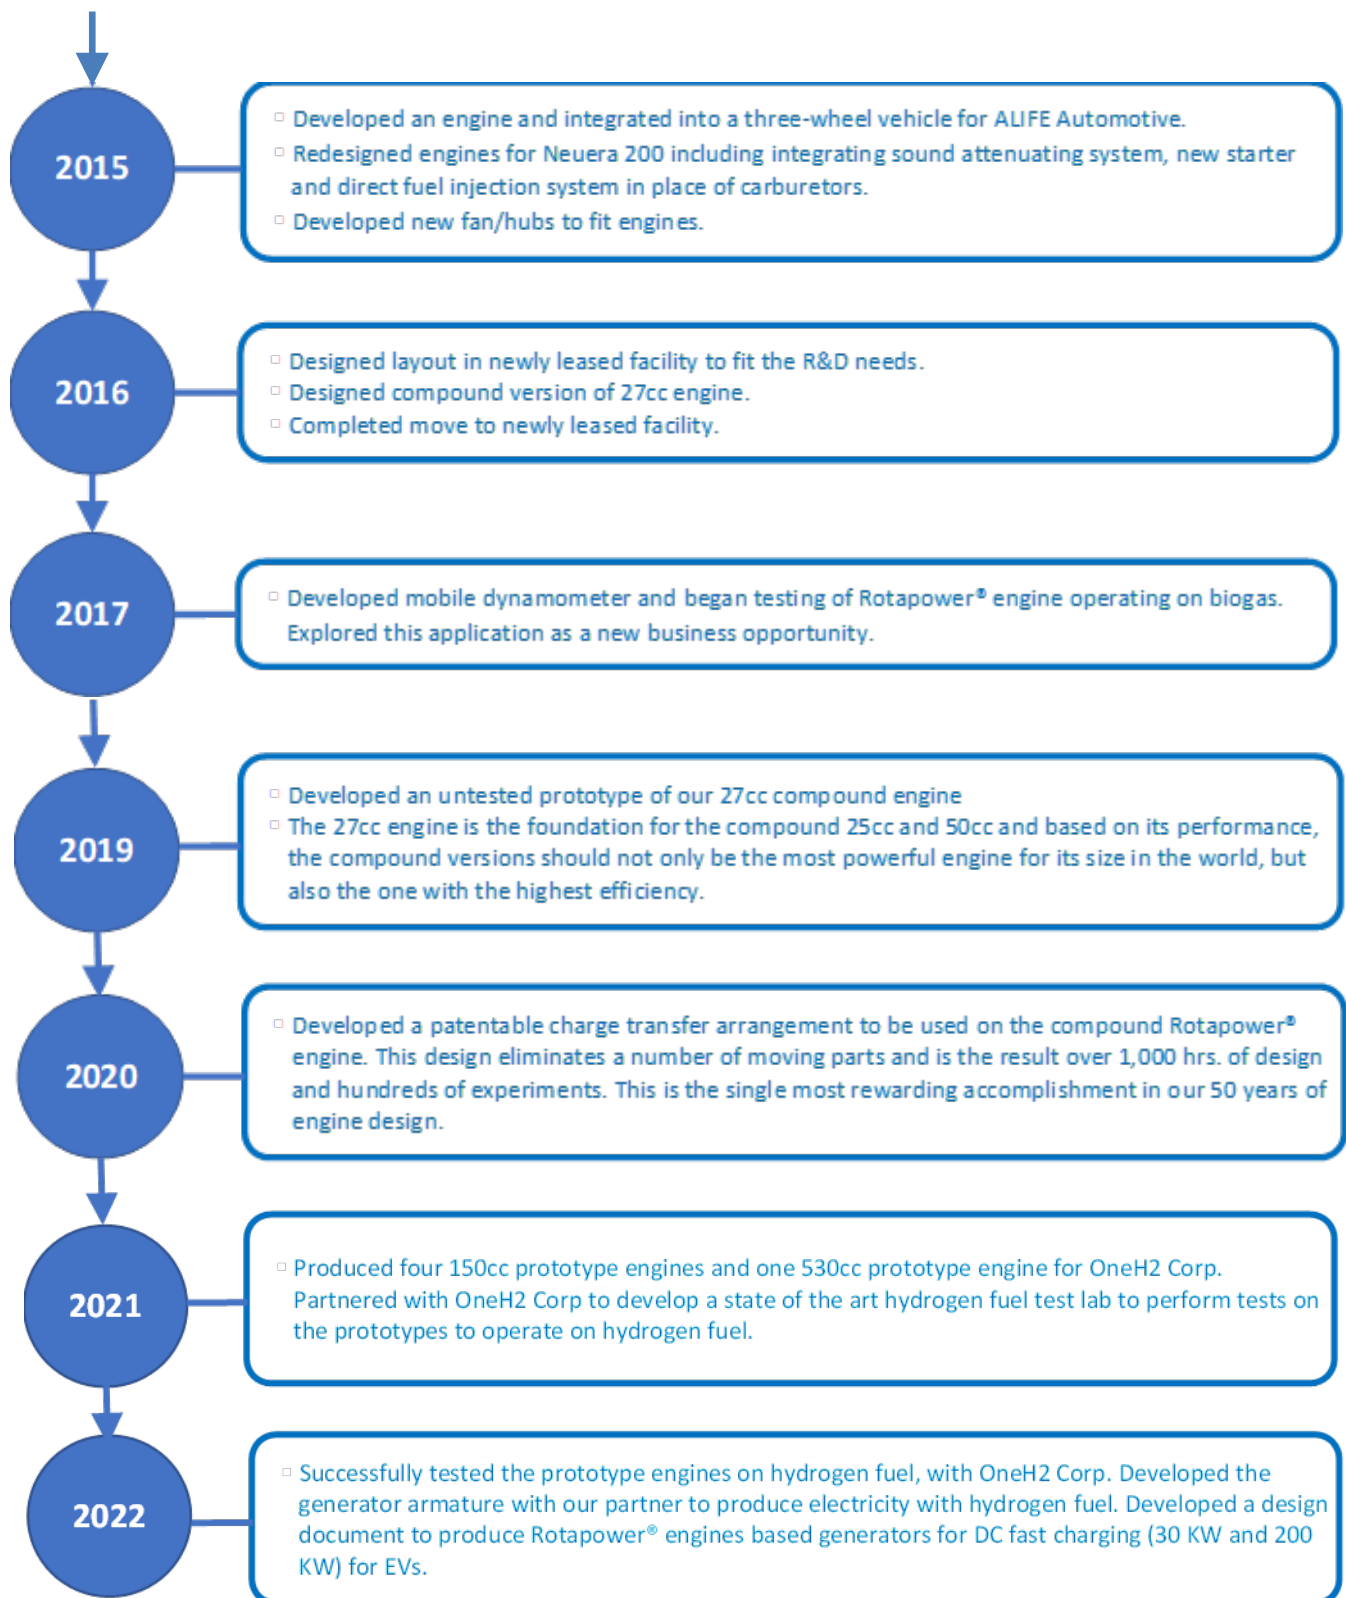 2015
▫ Developed an engine and integrated into a three-wheel vehicle for ALIFE Automotive.
▫ Redesigned engines for Neuera 200 including integrating sound attenuating system, new starter
and direct fuel injection system in place of carburetors.
▫ Developed new fan/hubs to fit engines.
2016
▫ Designed layout in newly leased facility to fit the R&D needs.
▫ Designed compound version of 27cc engine.
▫ Completed move to newly leased facility.
2017
▫ Developed mobile dynamometer and began testing of Rotapower® engine operating on biogas.
Explored this application as a new business opportunity.
2019
▫ Developed an untested prototype of our 27cc compound engine
▫ The 27cc engine is the foundation for the compound 25cc and 50cc and based on its performance,
the compound versions should not only be the most powerful engine for its size in the world, but
also the one with the highest efficiency.
2020
▫ Developed a patentable charge transfer arrangement to be used on the compound Rotapower®
engine. This design eliminates a number of moving parts and is the result over 1,000 hrs. of design
and hundreds of experiments. This is the single most rewarding accomplishment in our 50 years of
engine design.
2021
▫ Produced four 150cc prototype engines and one 530cc prototype engine for OneH2 Corp.
Partnered with OneH2 Corp to develop a state of the art hydrogen fuel test lab to perform tests on
the prototypes to operate on hydrogen fuel.
2022
▫ Successfully tested the prototype engines on hydrogen fuel, with OneH2 Corp. Developed the
generator armature with our partner to produce electricity with hydrogen fuel. Developed a design
document to produce Rotapower® engines based generators for DC fast charging (30 KW and 200
KW) for EVs.